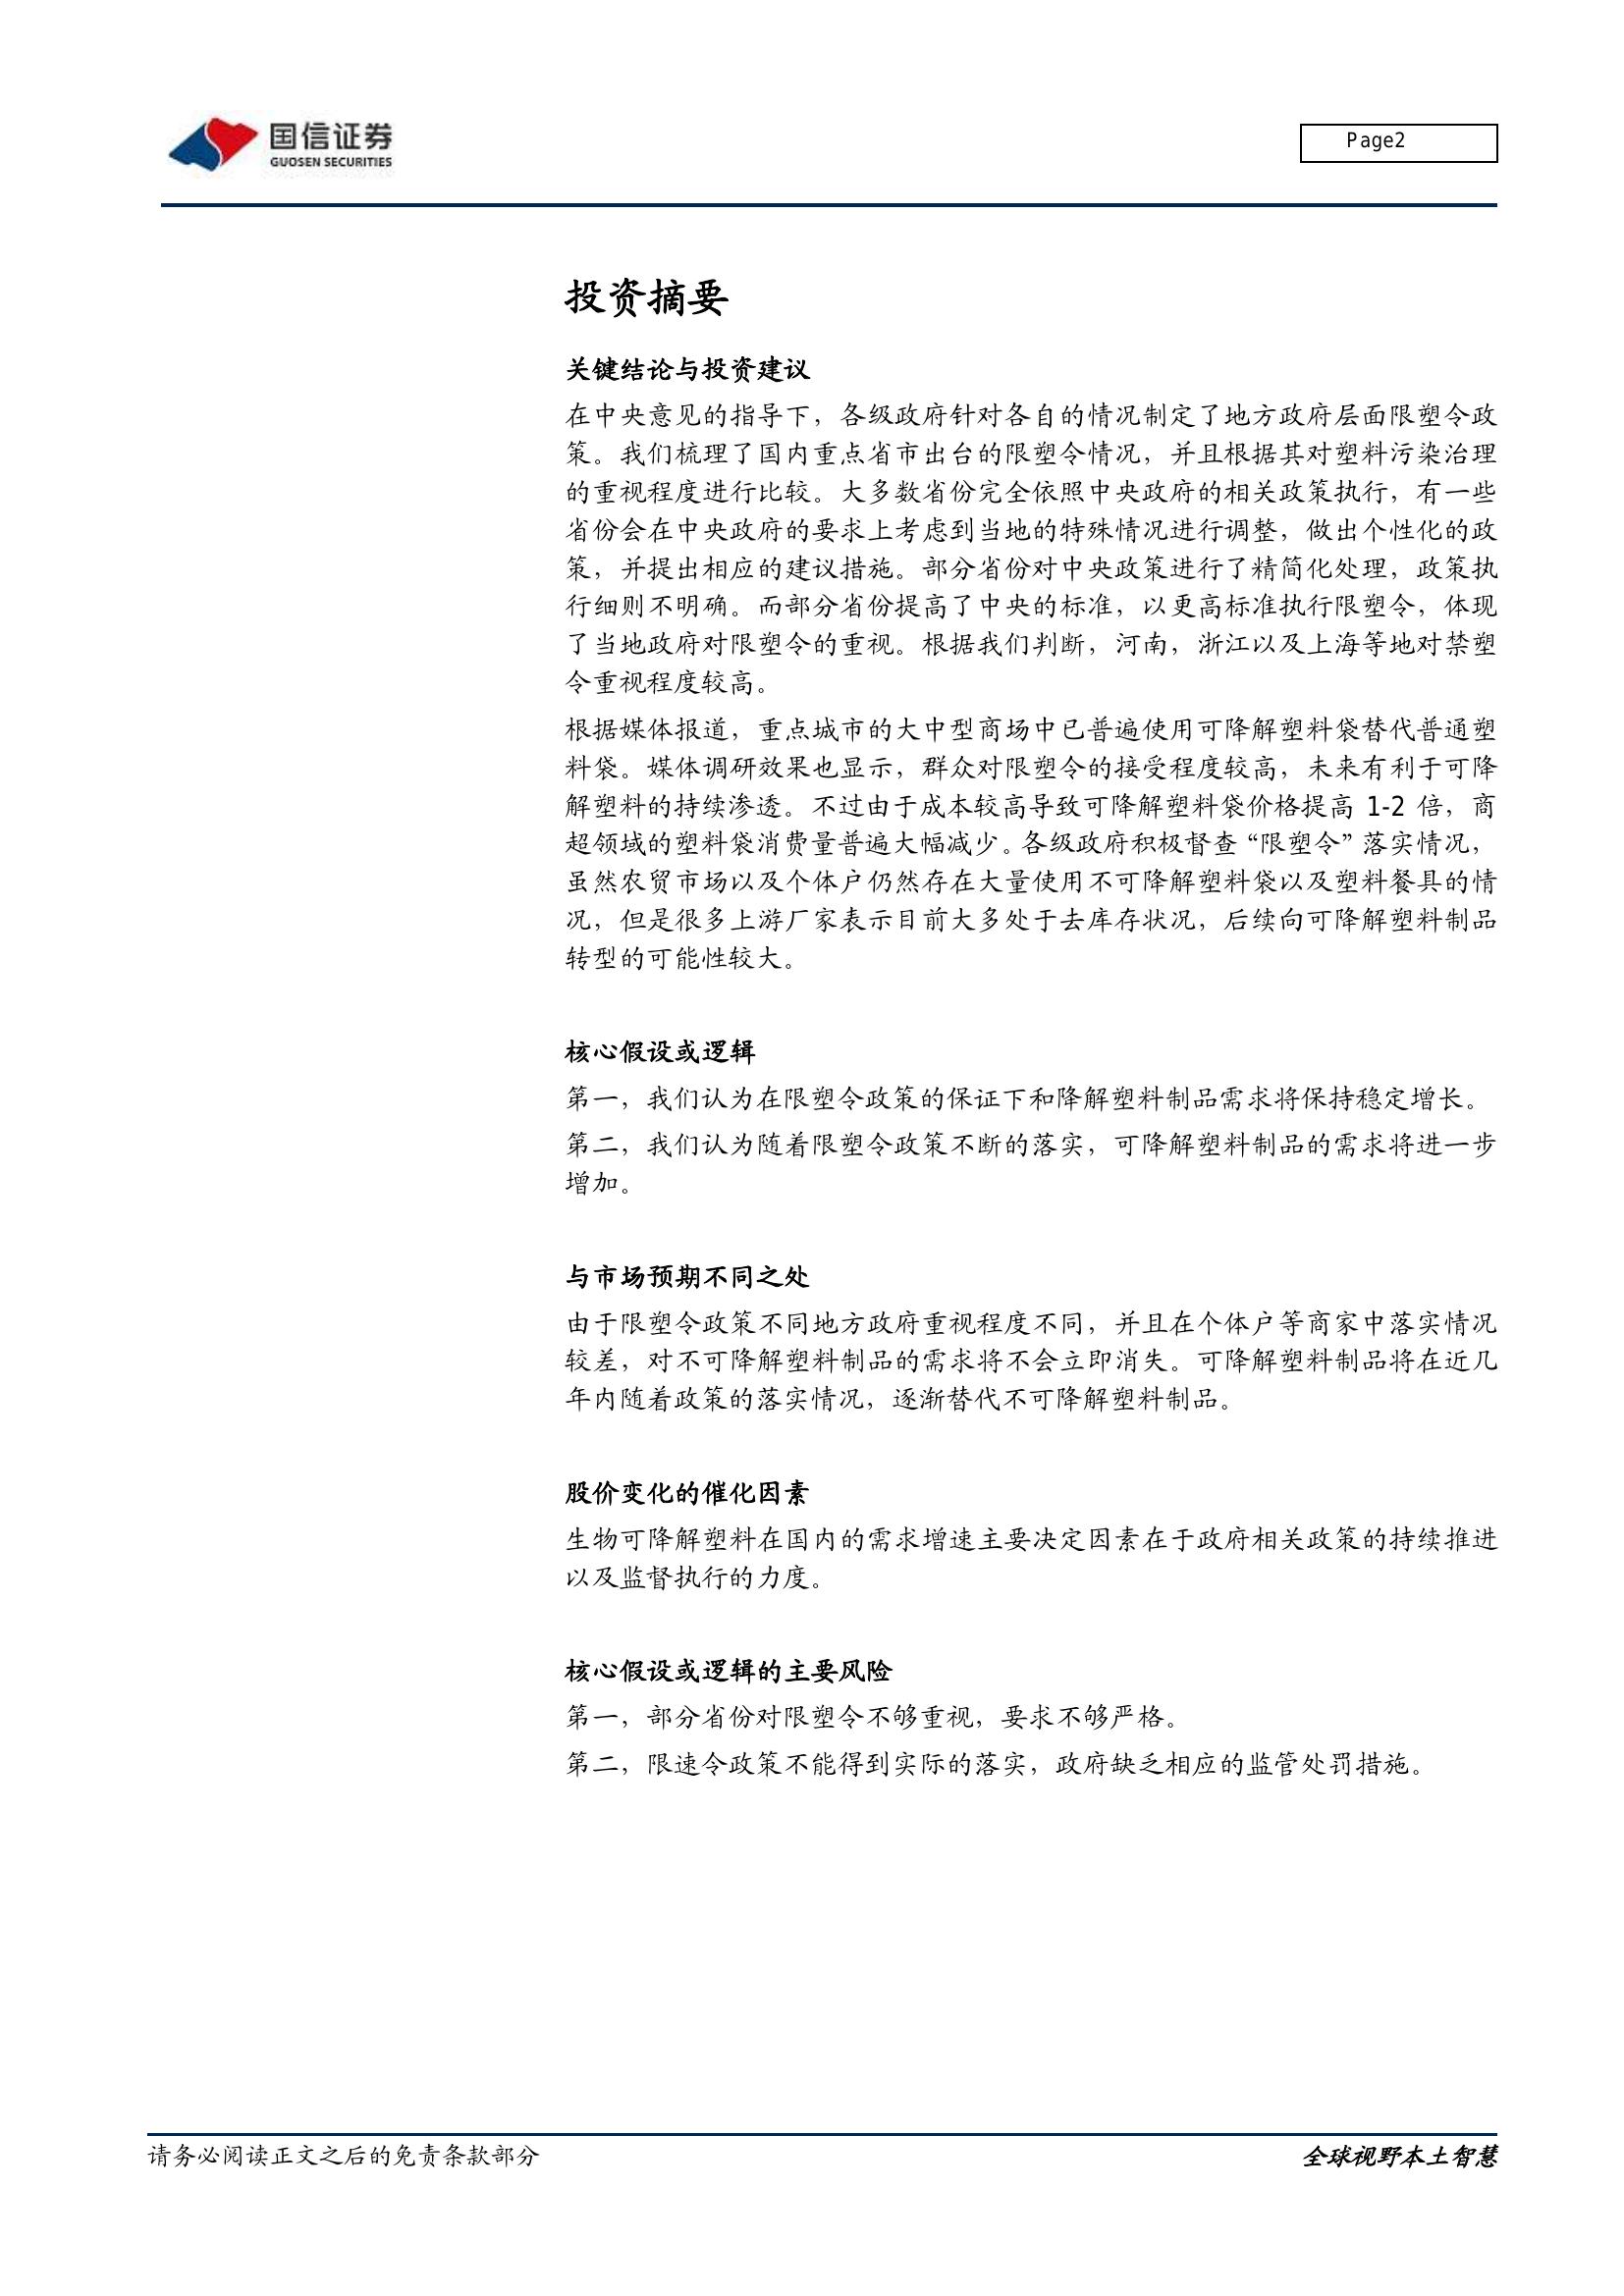 国信证券
GUOSEN SECURITIES
Page2
投资摘要
关键结论与投资建议
在中央意见的指导下，各级政府针对各自的情况制定了地方政府层面限塑令政
策。我们梳理了国内重点省市出台的限塑令情况，并且根据其对塑料污染治理
的重视程度进行比较。大多数省份完全依照中央政府的相关政策执行，有一些
省份会在中央政府的要求上考虑到当地的特殊情况进行调整，做出个性化的政
策，并提出相应的建议措施。部分省份对中央政策进行了精简化处理，政策执
行细则不明确。而部分省份提高了中央的标准，以更高标准执行限塑令，体现
了当地政府对限塑令的重视。根据我们判断，河南，浙江以及上海等地对禁塑
令重视程度较高。
根据媒体报道，重点城市的大中型商场中已普遍使用可降解塑料袋替代普通塑
料袋。媒体调研效果也显示，群众对限塑令的接受程度较高，未来有利于可降
解塑料的持续渗透。不过由于成本较高导致可降解塑料袋价格提高 1-2 倍，商
超领域的塑料袋消费量普遍大幅减少。各级政府积极督查“限塑令”落实情况，
虽然农贸市场以及个体户仍然存在大量使用不可降解塑料袋以及塑料餐具的情
况，但是很多上游厂家表示目前大多处于去库存状况，后续向可降解塑料制品
转型的可能性较大。
核心假设或逻辑
第一，我们认为在限塑令政策的保证下和降解塑料制品需求将保持稳定增长。
第二，我们认为随着限塑令政策不断的落实，可降解塑料制品的需求将进一步
增加。
与市场预期不同之处
由于限塑令政策不同地方政府重视程度不同，并且在个体户等商家中落实情况
较差，对不可降解塑料制品的需求将不会立即消失。可降解塑料制品将在近几
年内随着政策的落实情况，逐渐替代不可降解塑料制品。
股价变化的催化因素
生物可降解塑料在国内的需求增速主要决定因素在于政府相关政策的持续推进
以及监督执行的力度。
核心假设或逻辑的主要风险
第一，部分省份对限塑令不够重视，要求不够严格。
第二，限速令政策不能得到实际的落实，政府缺乏相应的监管处罚措施。
请务必阅读正文之后的免责条款部分
全球视野本土智慧